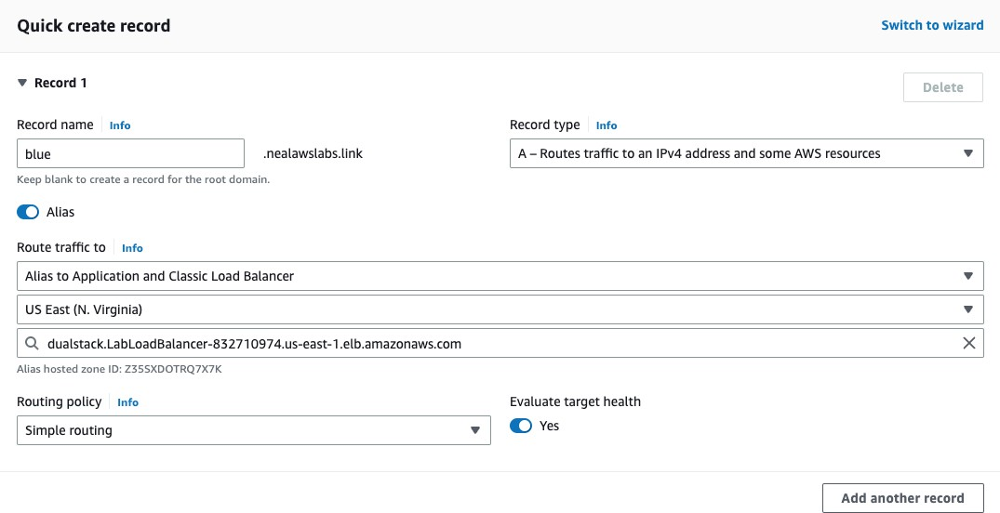 Quick create record
Switch to wizard
Record 1
Delete
Record name Info
Record type Info
blue
.nealawslabs.link
A – Routes traffic to an IPv4 address and some AWS resources
Keep blank to create a record for the root domain.
Alias
Route traffic to Info
Alias to Application and Classic Load Balancer
US East (N. Virginia)
dualstack.LabLoadBalancer-832710974.us-east-1.elb.amazonaws.com
Alias hosted zone ID: Z35SXDOTRQ7X7K
Routing policy Info
Evaluate target health
Simple routing
Yes
Add another record